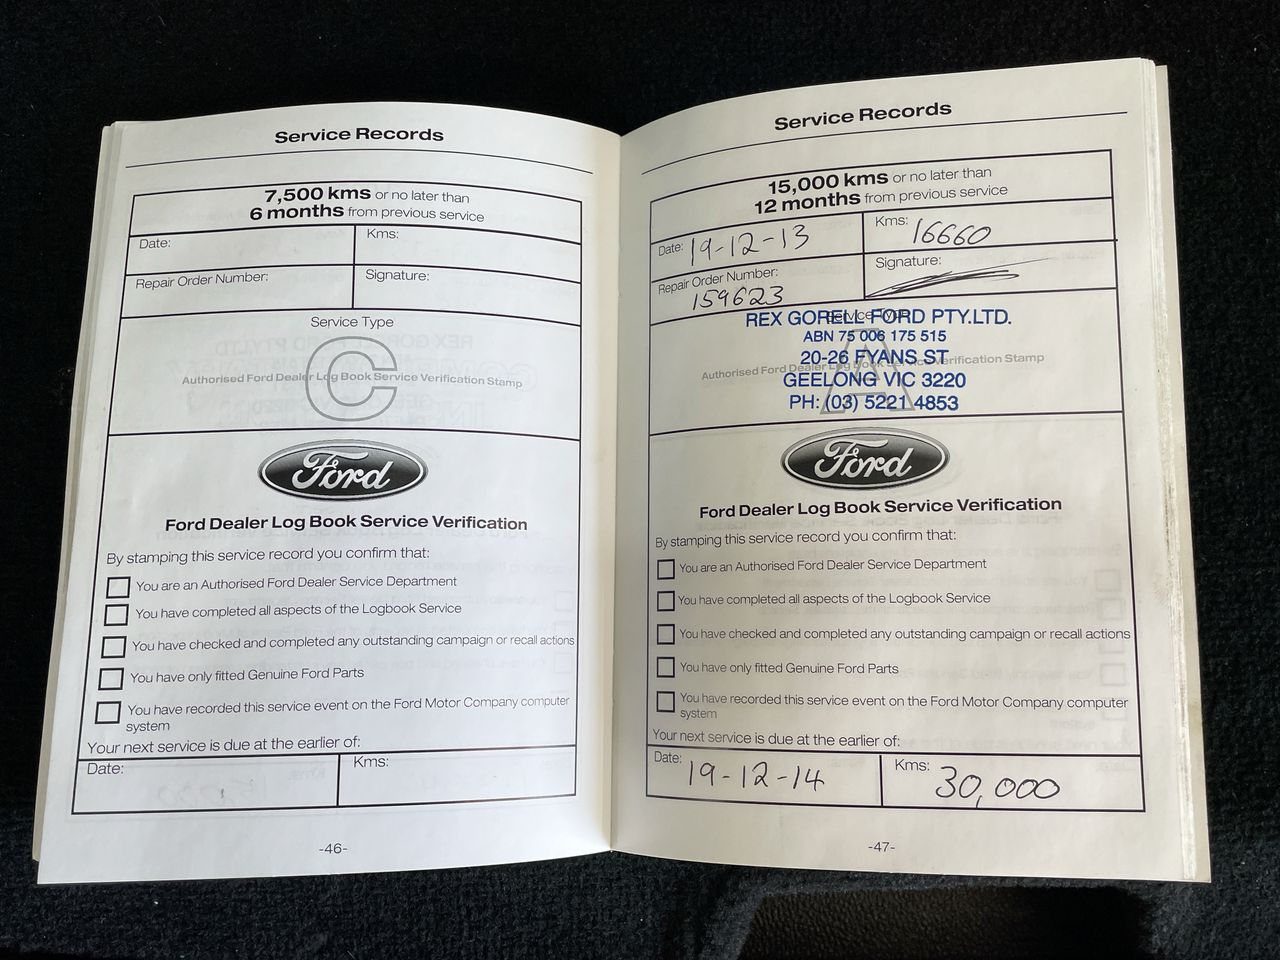 Service Records
7,500 kms or no later than
6 months from previous service
Date:
Kms:
Repair Order Number:
Signature:
Service Type
C
Authorised Ford Dealer Log Book Service Verification Stamp
Ford
Ford Dealer Log Book Service Verification
By stamping this service record you confirm that:
You are an Authorised Ford Dealer Service Department
You have completed all aspects of the Logbook Service
You have checked and completed any outstanding campaign or recall actions
You have only fitted Genuine Ford Parts
You have recorded this service event on the Ford Motor Company computer
system
Your next service is due at the earlier of:
Date:
Kms:
-46-
Service Records
15,000 kms or no later than
12 months from previous service
Date: 19-12-13
Kms: 16660
Repair Order Number:
159623
Signature:
Service Type
REX GORELL FORD PTY.LTD.
ABN 75 006 175 515
20-26 FYANS ST
A
Authorised Ford Dealer Log Book Service Verification Stamp
GEELONG VIC 3220
PH: (03) 5221 4853
Ford
Ford Dealer Log Book Service Verification
By stamping this service record you confirm that:
You are an Authorised Ford Dealer Service Department
You have completed all aspects of the Logbook Service
You have checked and completed any outstanding campaign or recall actions
You have only fitted Genuine Ford Parts
You have recorded this service event on the Ford Motor Company computer
system
Your next service is due at the earlier of:
Date: 19-12-14
Kms: 30,000
-47-